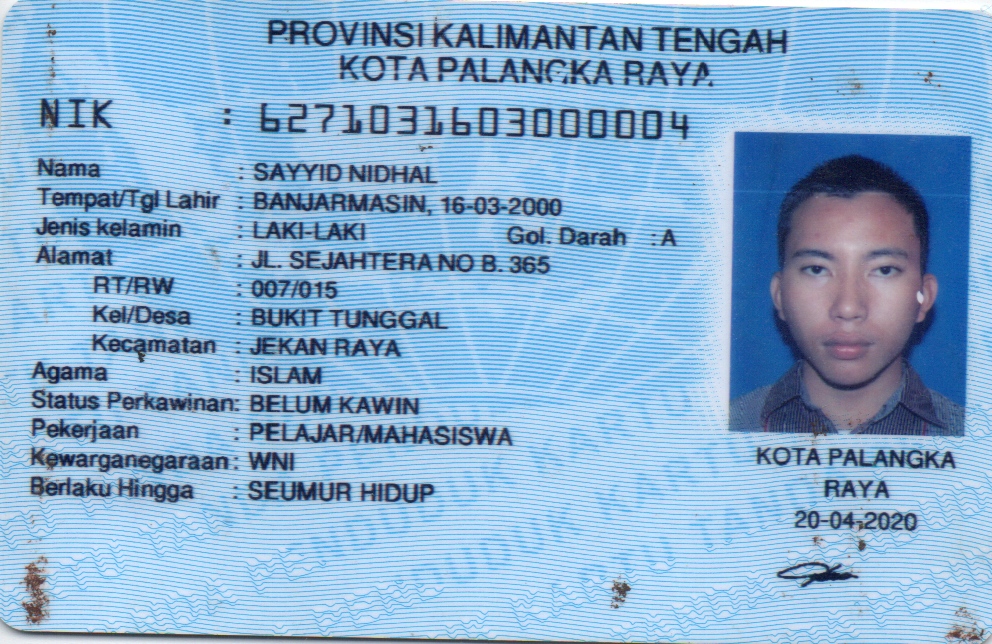 PROVINSI KALIMANTAN TENGAH
KOTA PALANGKA RAYA
NIK : 6271031603000004
Nama : SAYYID NIDHAL
Tempat/Tgl Lahir : BANJARMASIN, 16-03-2000
Jenis kelamin : LAKI-LAKI Gol. Darah : A
Alamat : JL. SEJAHTERA NO B. 365
RT/RW : 007/015
Kel/Desa : BUKIT TUNGGAL
Kecamatan : JEKAN RAYA
Agama : ISLAM
Status Perkawinan: BELUM KAWIN
Pekerjaan : PELAJAR/MAHASISWA
Kewarganegaraan : WNI
Berlaku Hingga : SEUMUR HIDUP
KOTA PALANGKA
RAYA
20-04-2020